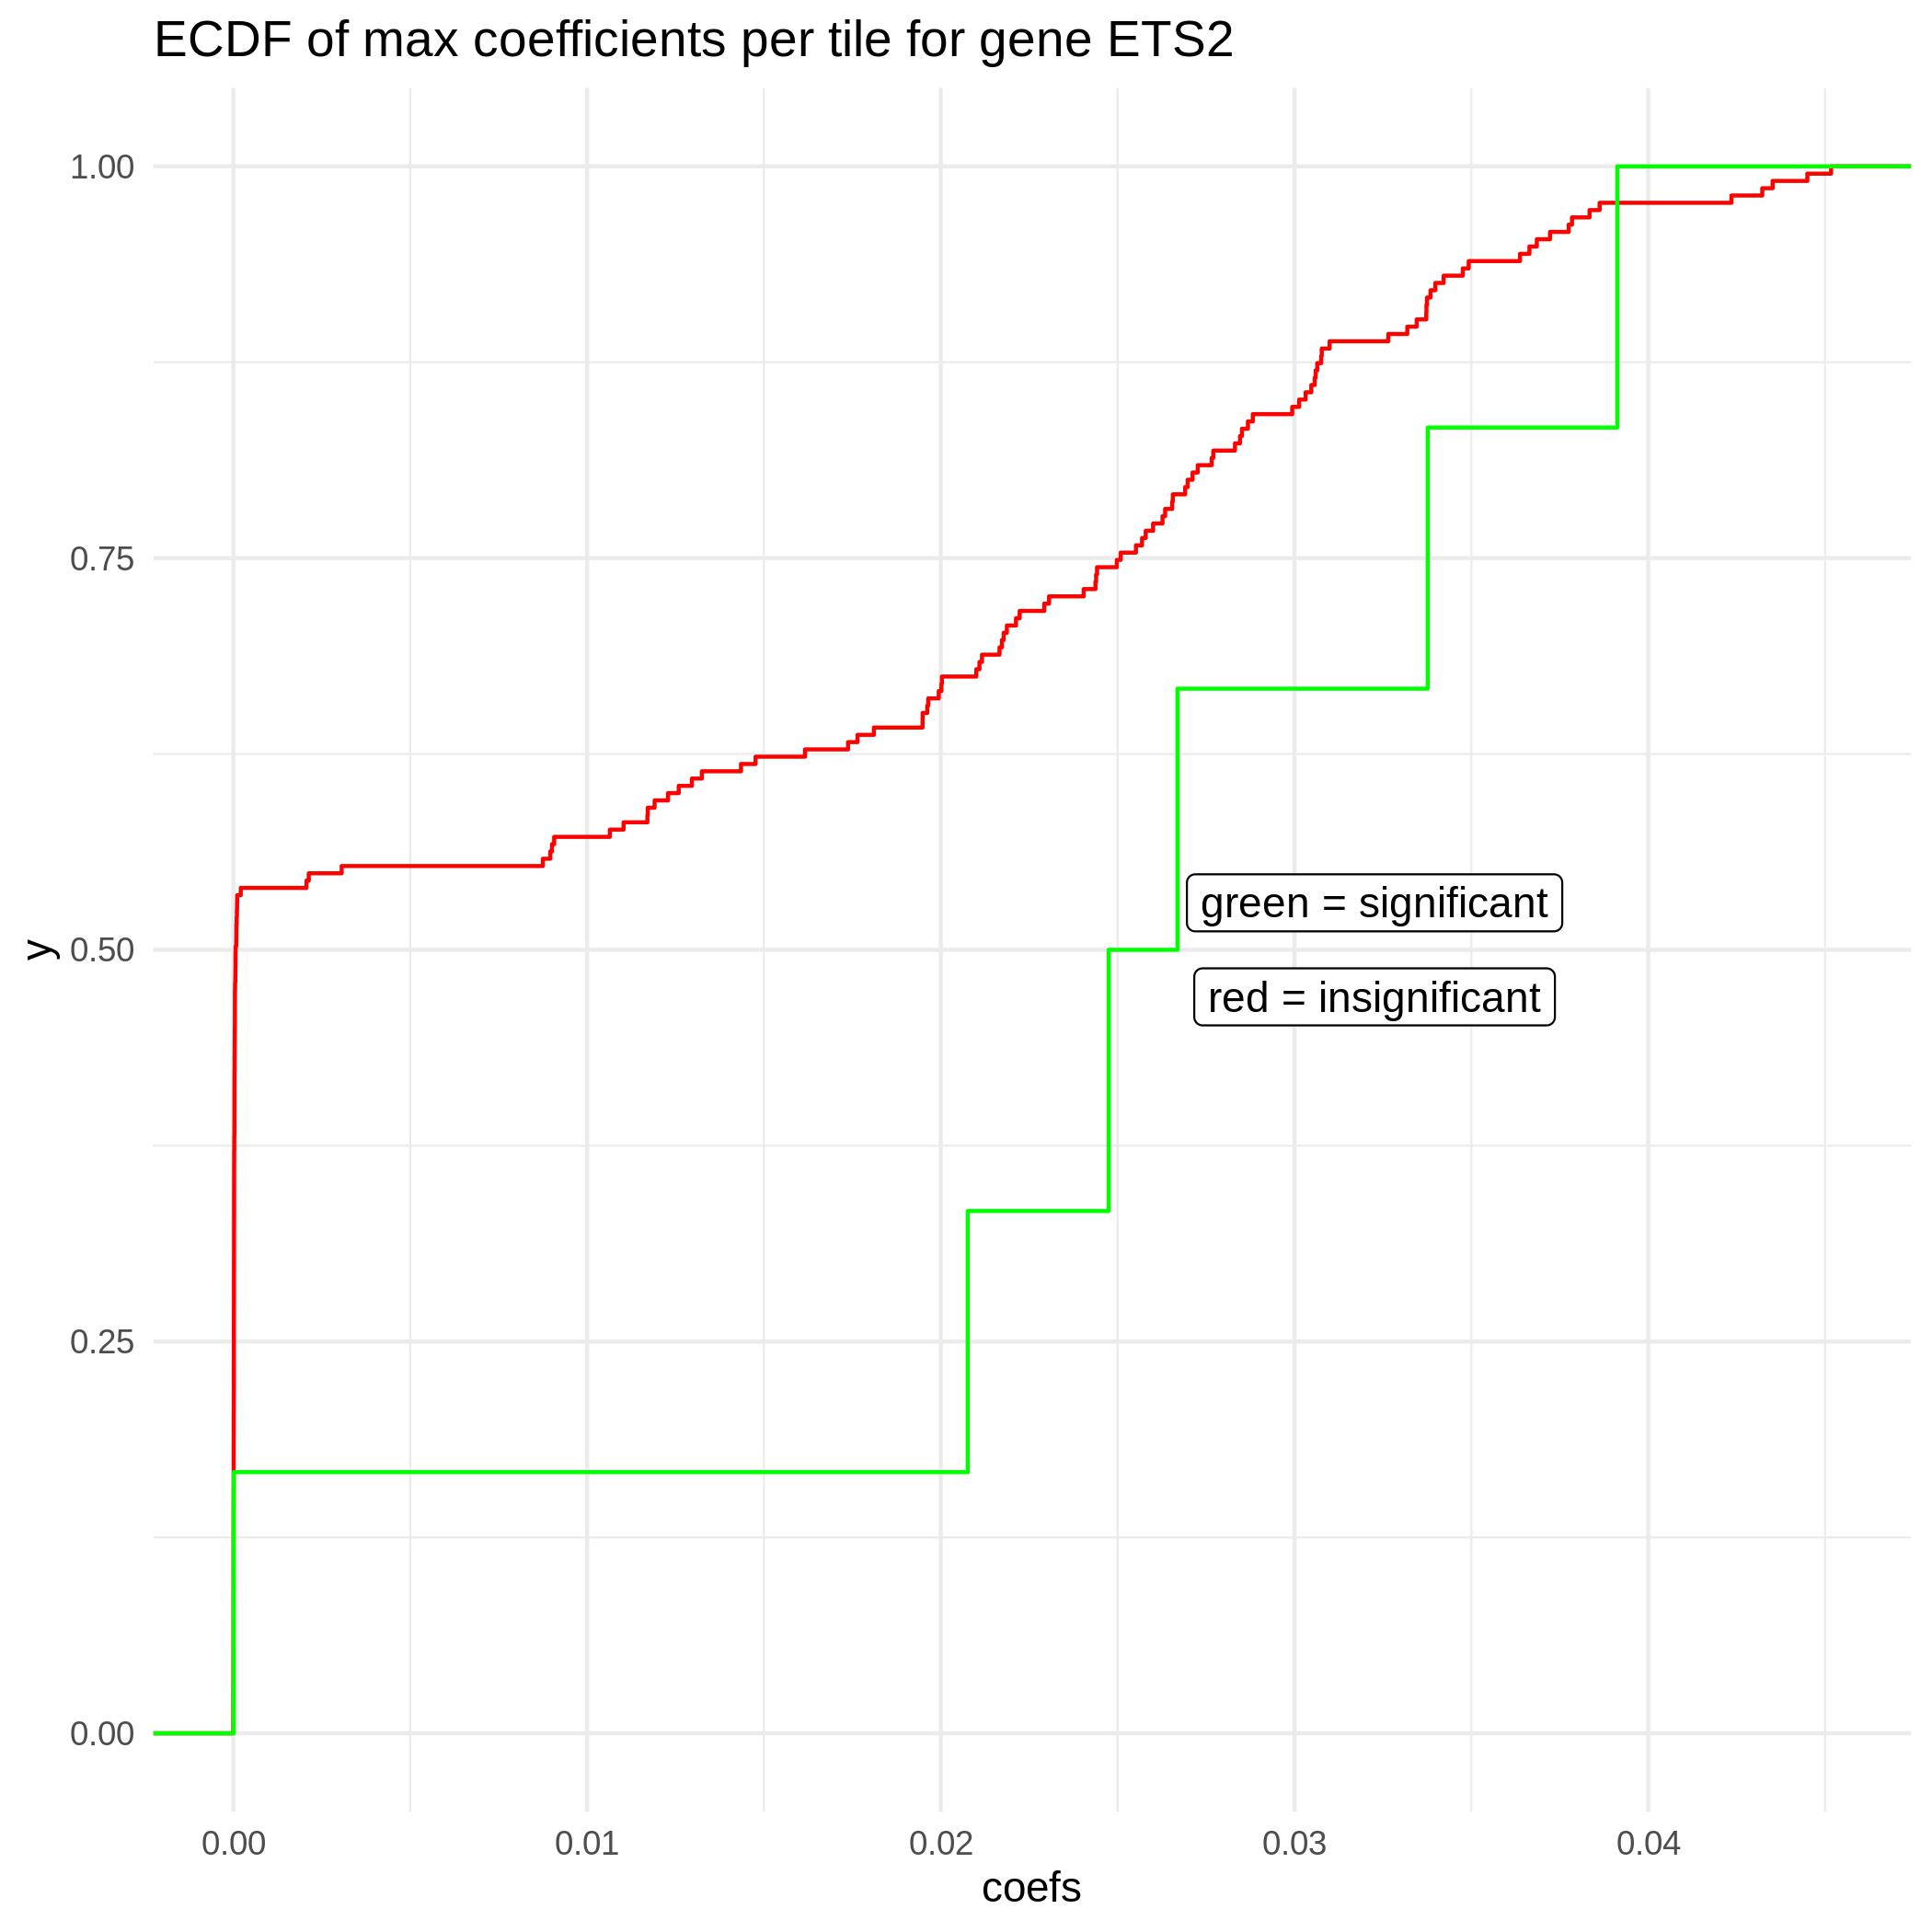 ECDF of max coefficients per tile for gene ETS2
1.00
0.75
0.50
0.25
0.00
y
green = significant
red = insignificant
0.00 0.01 0.02 0.03 0.04
coefs